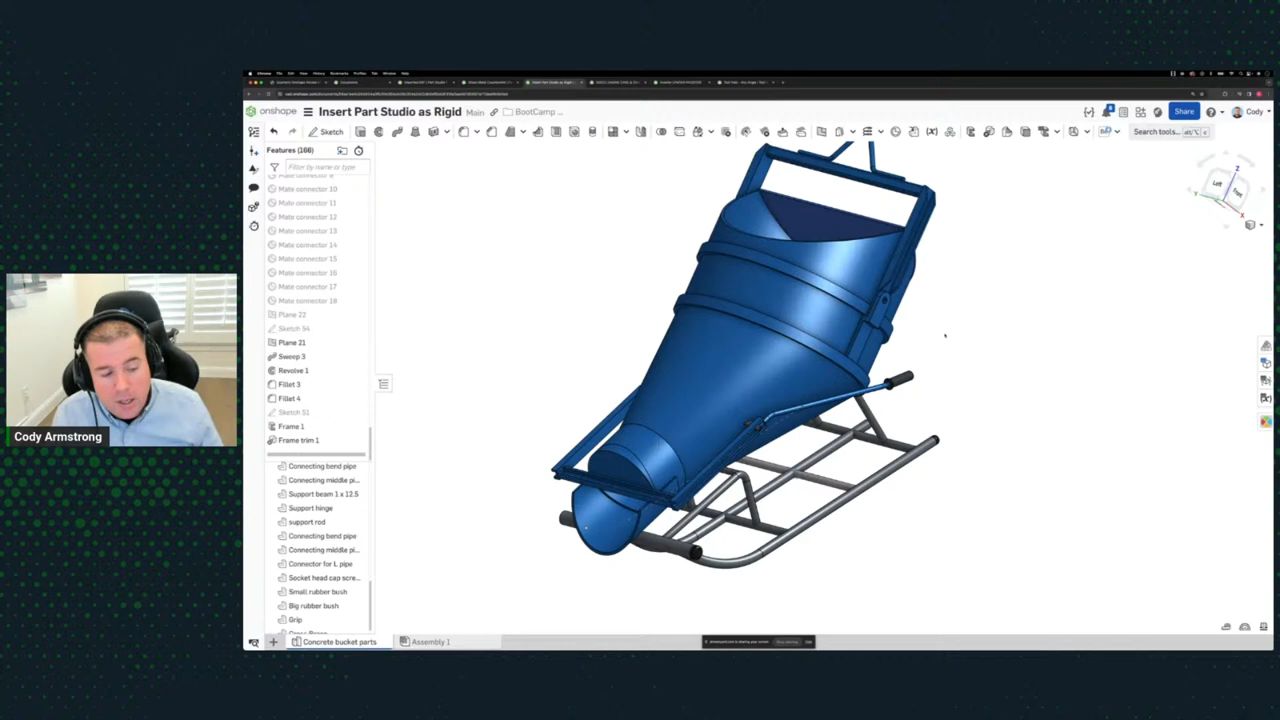 onshape
Insert Part Studio as Rigid
Main
BootCamp ...
Share
Cody
Sketch
Search tools...
alt/⌥ c
Features (166)
Filter by name or type
Mate connector 10
Mate connector 11
Mate connector 12
Mate connector 13
Mate connector 14
Mate connector 15
Mate connector 16
Mate connector 17
Mate connector 18
Plane 22
Sketch 54
Plane 21
Sweep 3
Revolve 1
Fillet 3
Fillet 4
Sketch 51
Frame 1
Frame trim 1
Connecting bend pipe
Connecting middle pi...
Support beam 1 x 12.5
Support hinge
support rod
Connecting bend pipe
Connecting middle pi...
Connector for L pipe
Socket head cap scre...
Small rubber bush
Big rubber bush
Grip
Concrete bucket parts
Assembly 1
Left
Front
Z
Y
X
Cody Armstrong